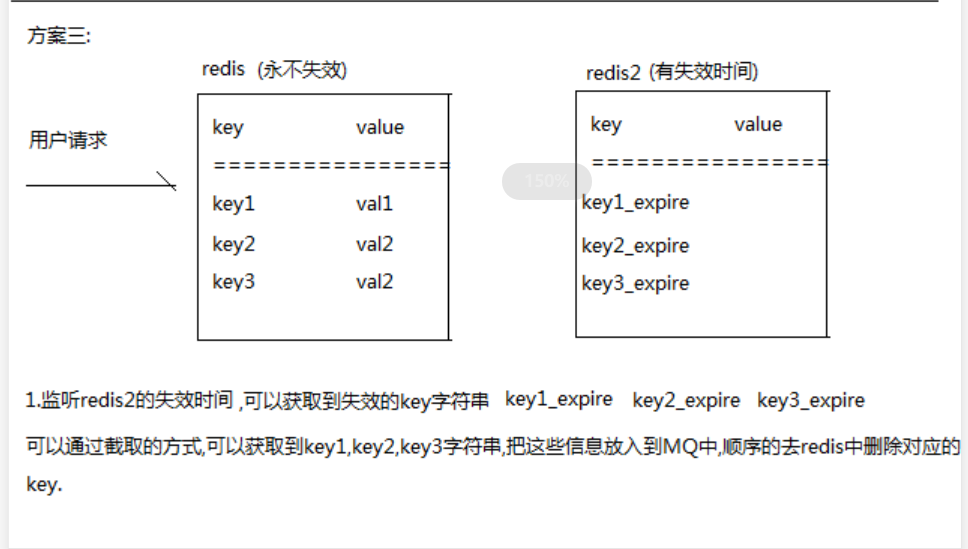 方案三:
redis (永不失效)
redis2 (有失效时间)
用户请求
key value
================
key1 val1
key2 val2
key3 val2
150%
key value
================
key1_expire
key2_expire
key3_expire
1.监听redis2的失效时间 ,可以获取到失效的key字符串 key1_expire key2_expire key3_expire
可以通过截取的方式,可以获取到key1,key2,key3字符串,把这些信息放入到MQ中,顺序的去redis中删除对应的
key.